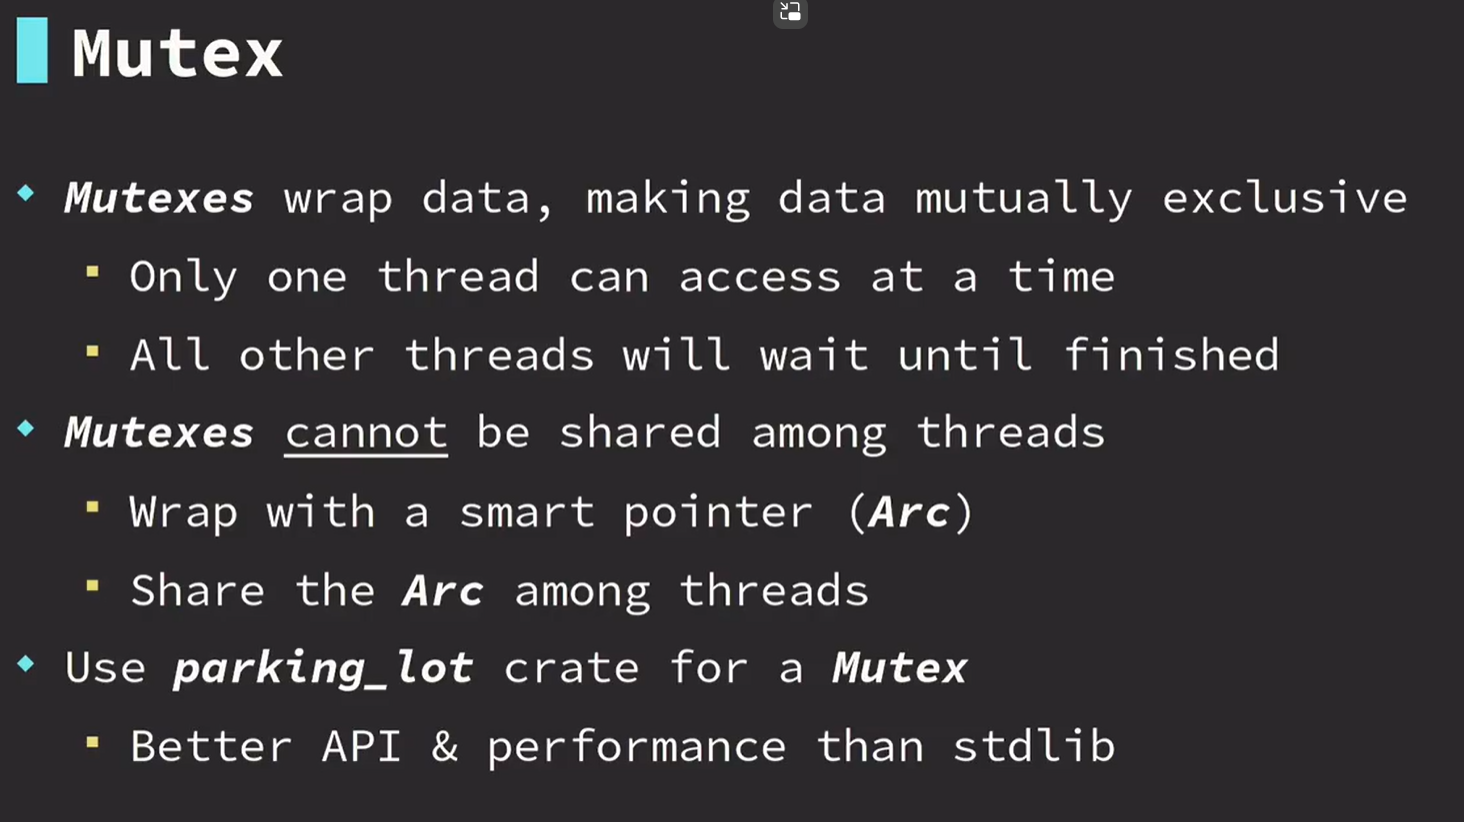 Mutex
Mutexes wrap data, making data mutually exclusive
Only one thread can access at a time
All other threads will wait until finished
Mutexes cannot be shared among threads
Wrap with a smart pointer (Arc)
Share the Arc among threads
Use parking_lot crate for a Mutex
Better API & performance than stdlib